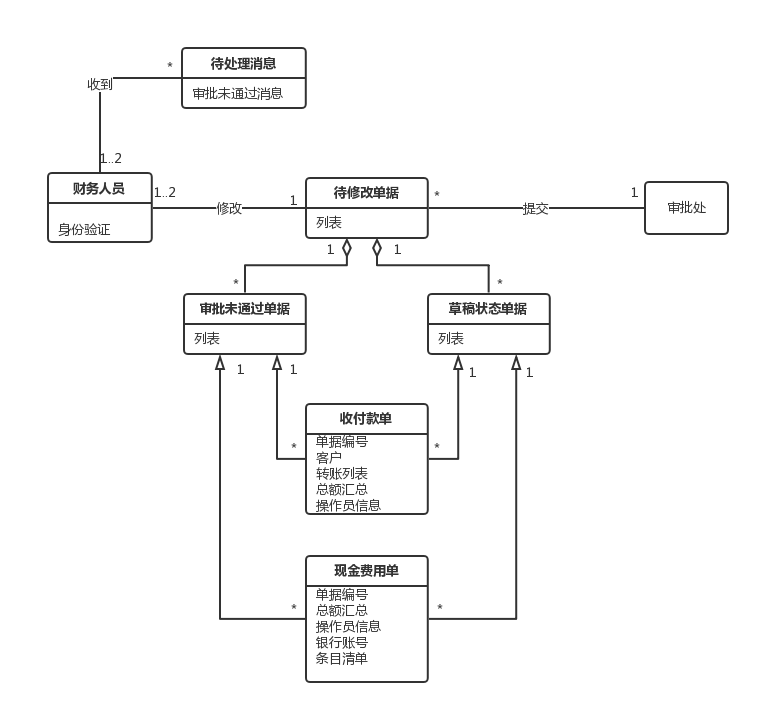 待处理消息
*
收到
审批未通过消息
1..2
财务人员
身份验证
1..2
修改
1
待修改单据
列表
*
提交
1
审批处
1
1
*
*
审批未通过单据
列表
草稿状态单据
列表
1
1
1
1
收付款单
*
*
单据编号
客户
转账列表
总额汇总
操作员信息
现金费用单
*
*
单据编号
总额汇总
操作员信息
银行账号
条目清单